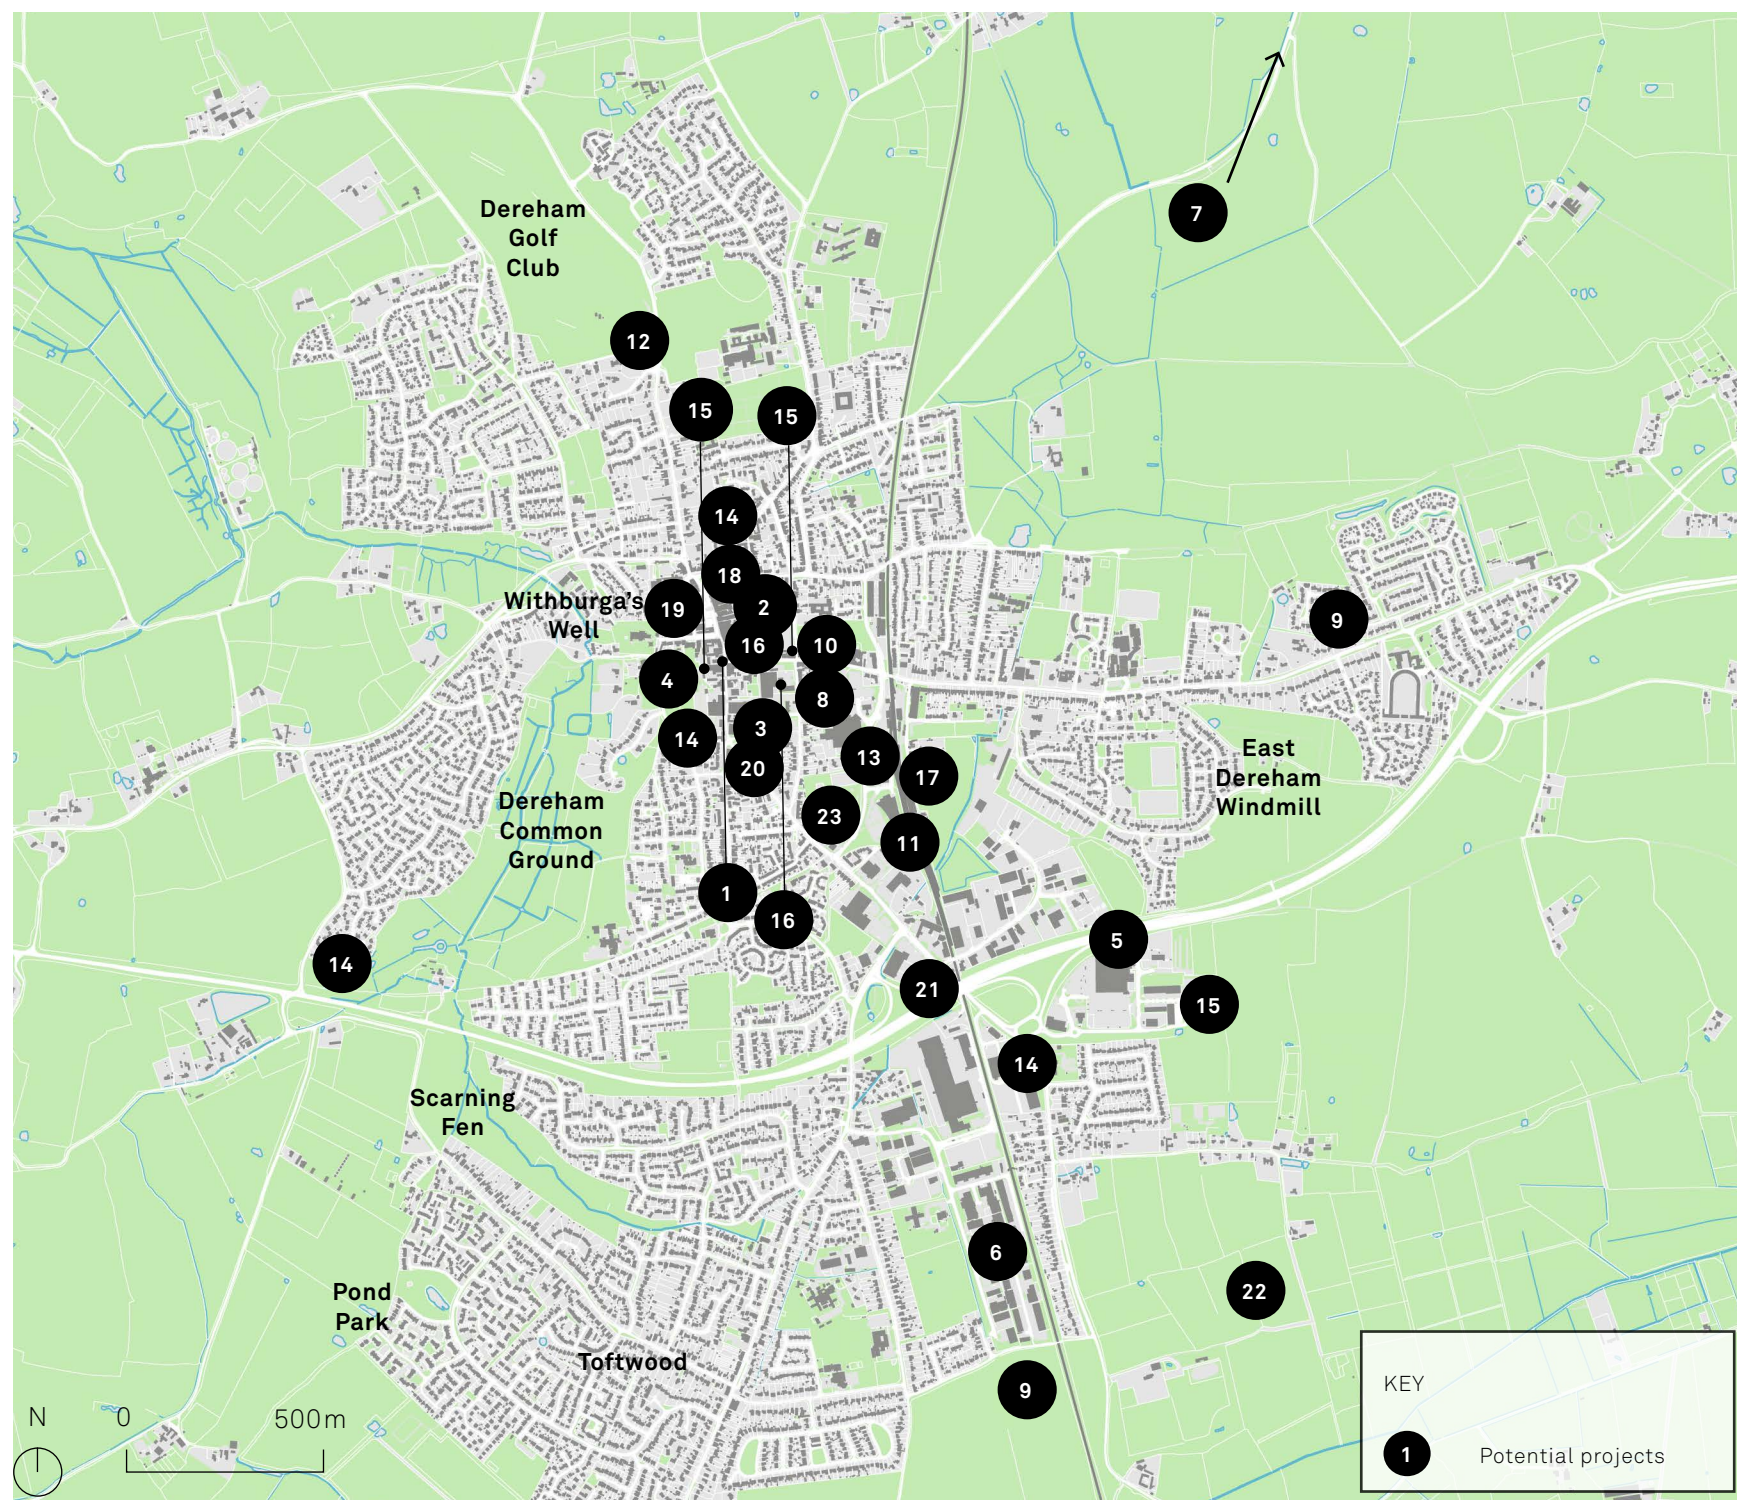 7
Dereham
Golf
Club
12
15
15
14
18
2
19
Withburga's
Well
9
16
10
4
8
3
14
13
20
17
East
Dereham
Windmill
Dereham
Common
Ground
23
11
1
16
5
14
21
15
14
Scarning
Fen
6
22
Pond
Park
Toftwood
9
KEY
1 Potential projects
N 0 500m